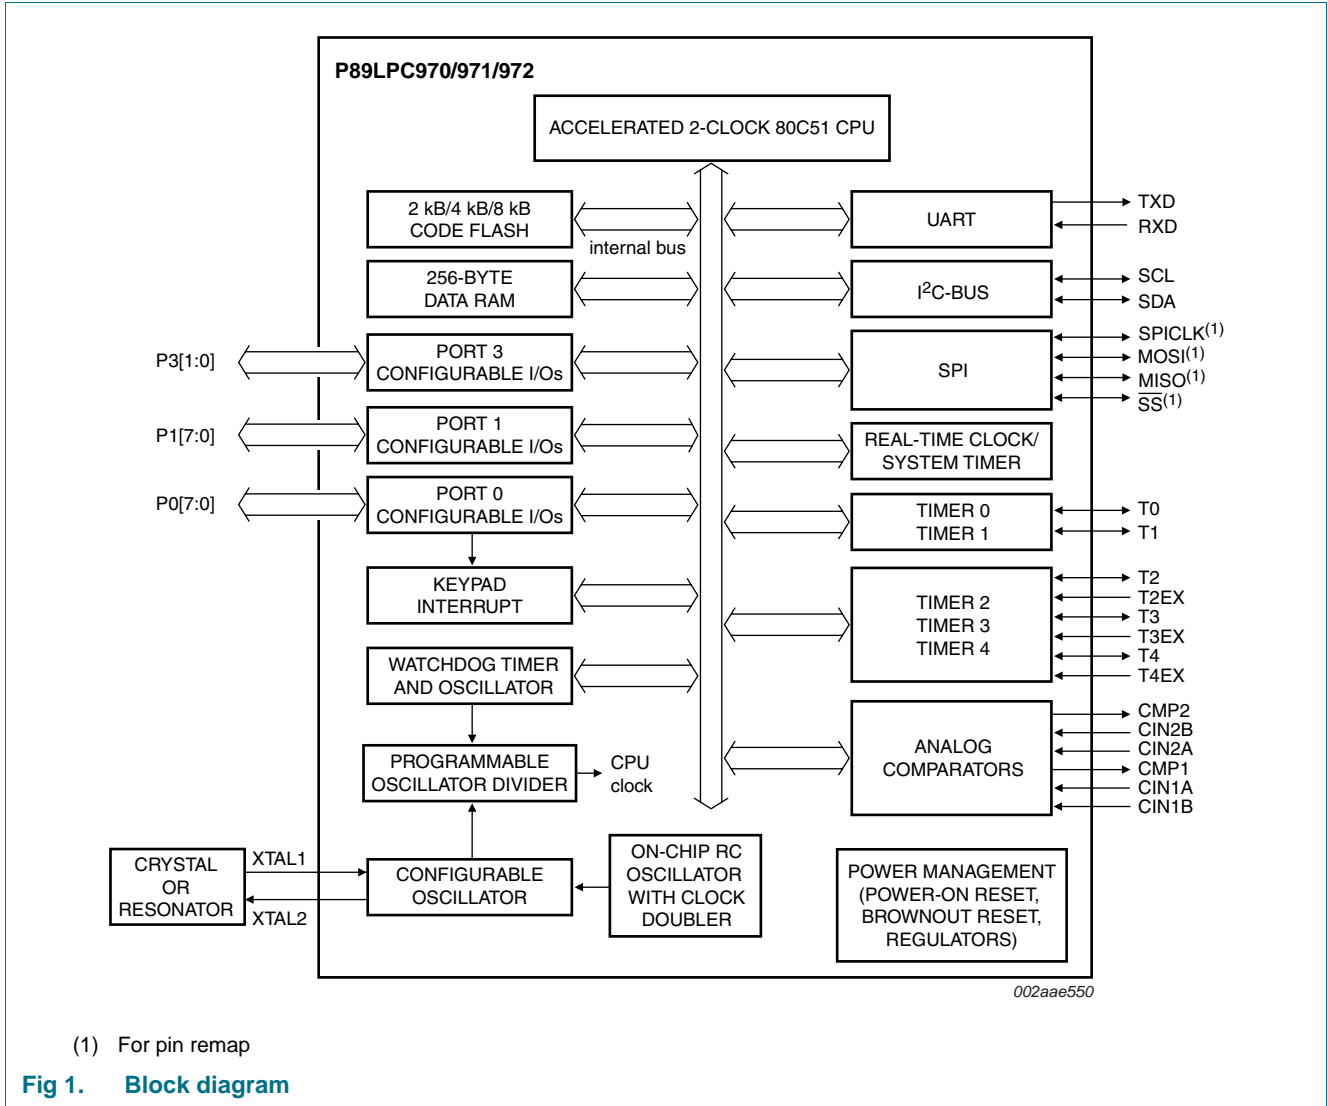 P89LPC970/971/972
ACCELERATED 2-CLOCK 80C51 CPU
2 kB/4 kB/8 kB
CODE FLASH
internal bus
256-BYTE
DATA RAM
P3[1:0]
PORT 3
CONFIGURABLE I/Os
P1[7:0]
PORT 1
CONFIGURABLE I/Os
P0[7:0]
PORT 0
CONFIGURABLE I/Os
KEYPAD
INTERRUPT
WATCHDOG TIMER
AND OSCILLATOR
PROGRAMMABLE
OSCILLATOR DIVIDER
CPU
clock
CRYSTAL
OR
RESONATOR
XTAL1
XTAL2
CONFIGURABLE
OSCILLATOR
ON-CHIP RC
OSCILLATOR
WITH CLOCK
DOUBLER
UART
TXD
RXD
I²C-BUS
SCL
SDA
SPI
SPICLK(1)
MOSI(1)
MISO(1)
S̅S̅(1)
REAL-TIME CLOCK/
SYSTEM TIMER
TIMER 0
TIMER 1
T0
T1
TIMER 2
TIMER 3
TIMER 4
T2
T2EX
T3
T3EX
T4
T4EX
ANALOG
COMPARATORS
CMP2
CIN2B
CIN2A
CMP1
CIN1A
CIN1B
POWER MANAGEMENT
(POWER-ON RESET,
BROWNOUT RESET,
REGULATORS)
002aae550
(1) For pin remap
Fig 1. Block diagram